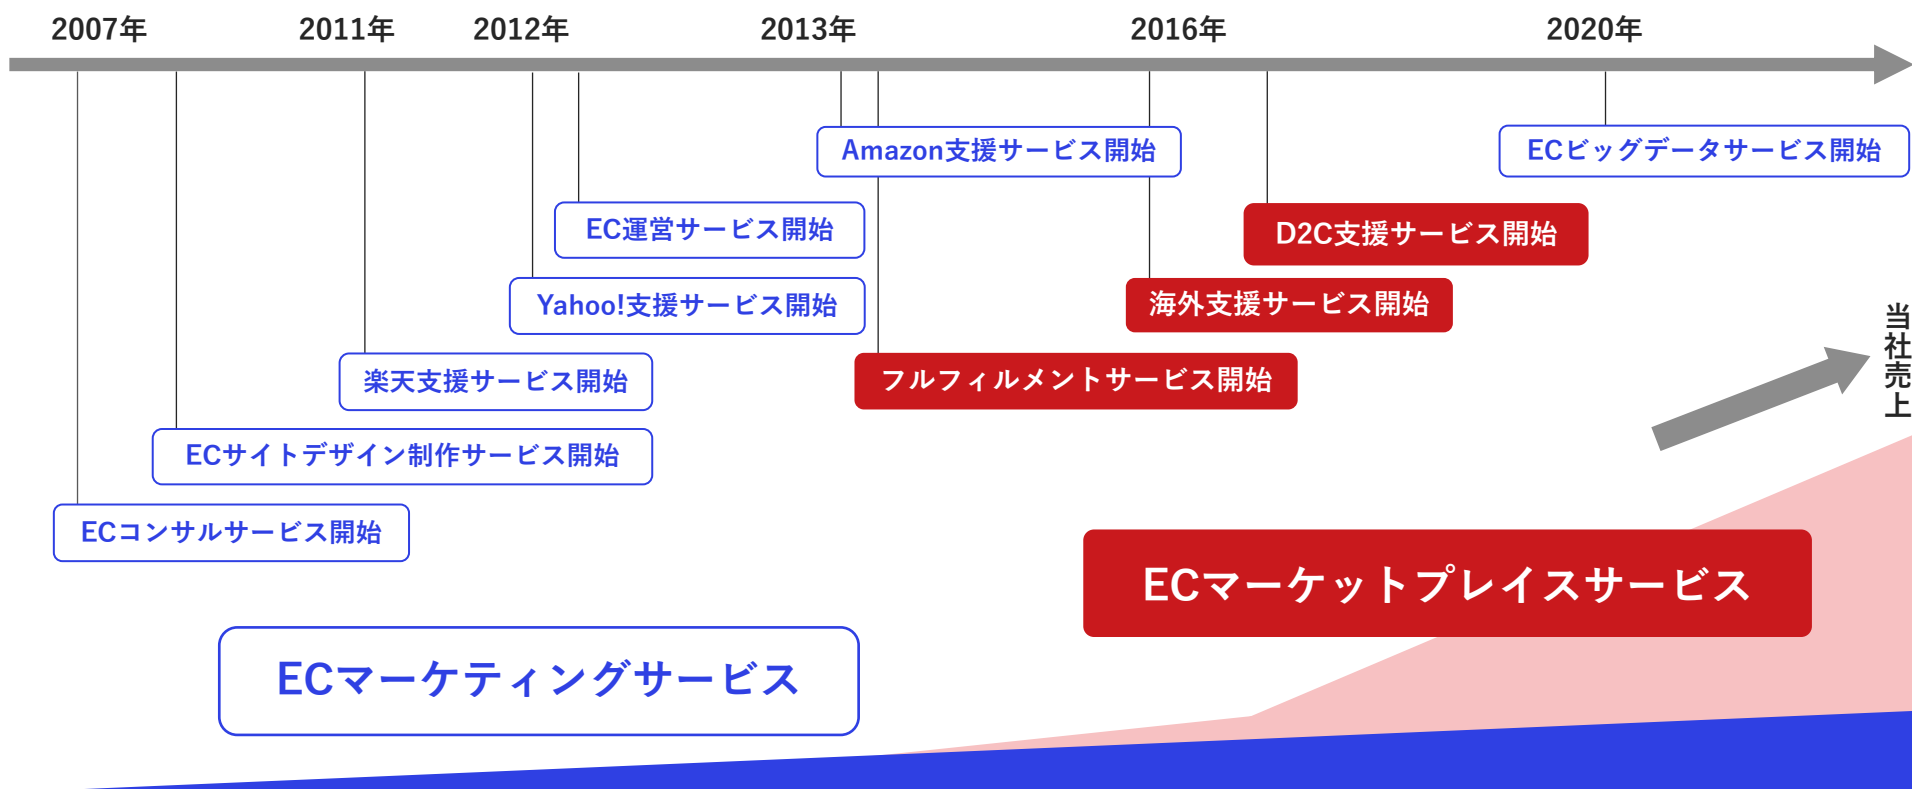 2007年
2011年
2012年
2013年
2016年
2020年
Amazon支援サービス開始
ECビッグデータサービス開始
EC運営サービス開始
D2C支援サービス開始
Yahoo!支援サービス開始
海外支援サービス開始
楽天支援サービス開始
フルフィルメントサービス開始
当社売上
ECサイトデザイン制作サービス開始
ECコンサルサービス開始
ECマーケットプレイスサービス
ECマーケティングサービス